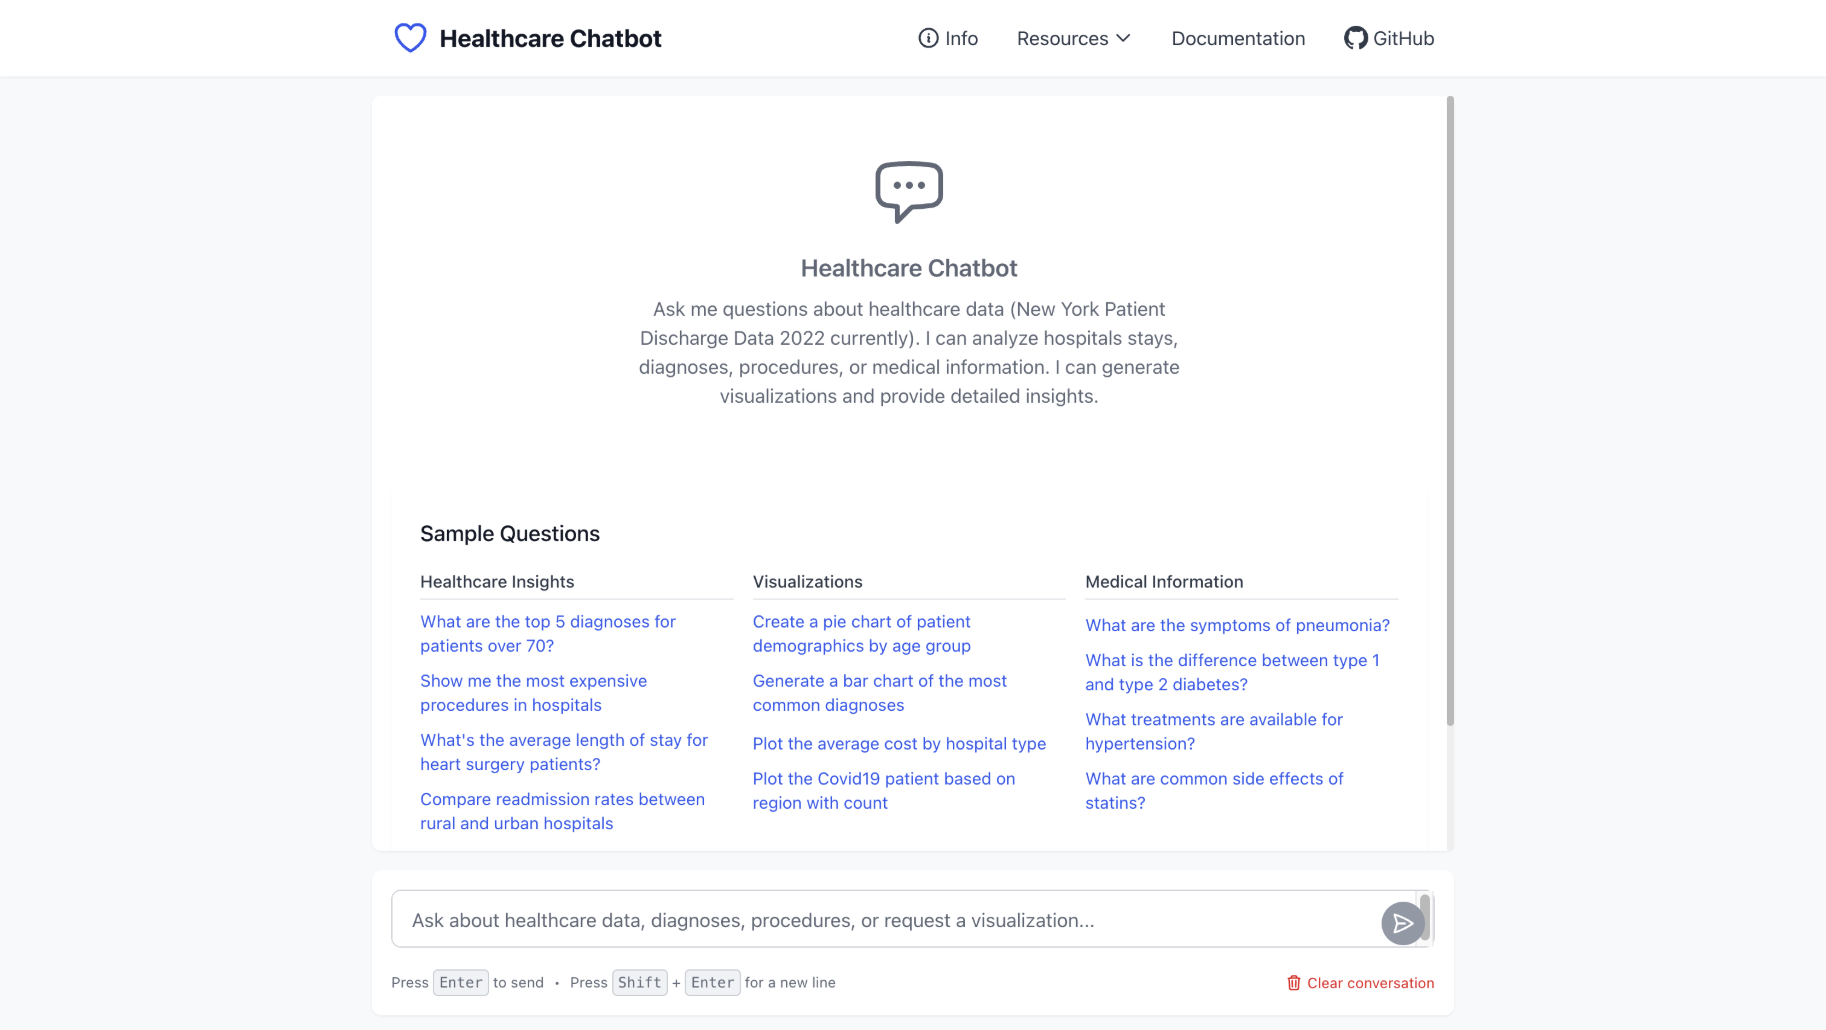 Healthcare Chatbot
Info
Resources
Documentation
GitHub
Healthcare Chatbot
Ask me questions about healthcare data (New York Patient
Discharge Data 2022 currently). I can analyze hospitals stays,
diagnoses, procedures, or medical information. I can generate
visualizations and provide detailed insights.
Sample Questions
Healthcare Insights
What are the top 5 diagnoses for
patients over 70?
Show me the most expensive
procedures in hospitals
What's the average length of stay for
heart surgery patients?
Compare readmission rates between
rural and urban hospitals
Visualizations
Create a pie chart of patient
demographics by age group
Generate a bar chart of the most
common diagnoses
Plot the average cost by hospital type
Plot the Covid19 patient based on
region with count
Medical Information
What are the symptoms of pneumonia?
What is the difference between type 1
and type 2 diabetes?
What treatments are available for
hypertension?
What are common side effects of
statins?
Ask about healthcare data, diagnoses, procedures, or request a visualization...
Press Enter to send • Press Shift + Enter for a new line
Clear conversation